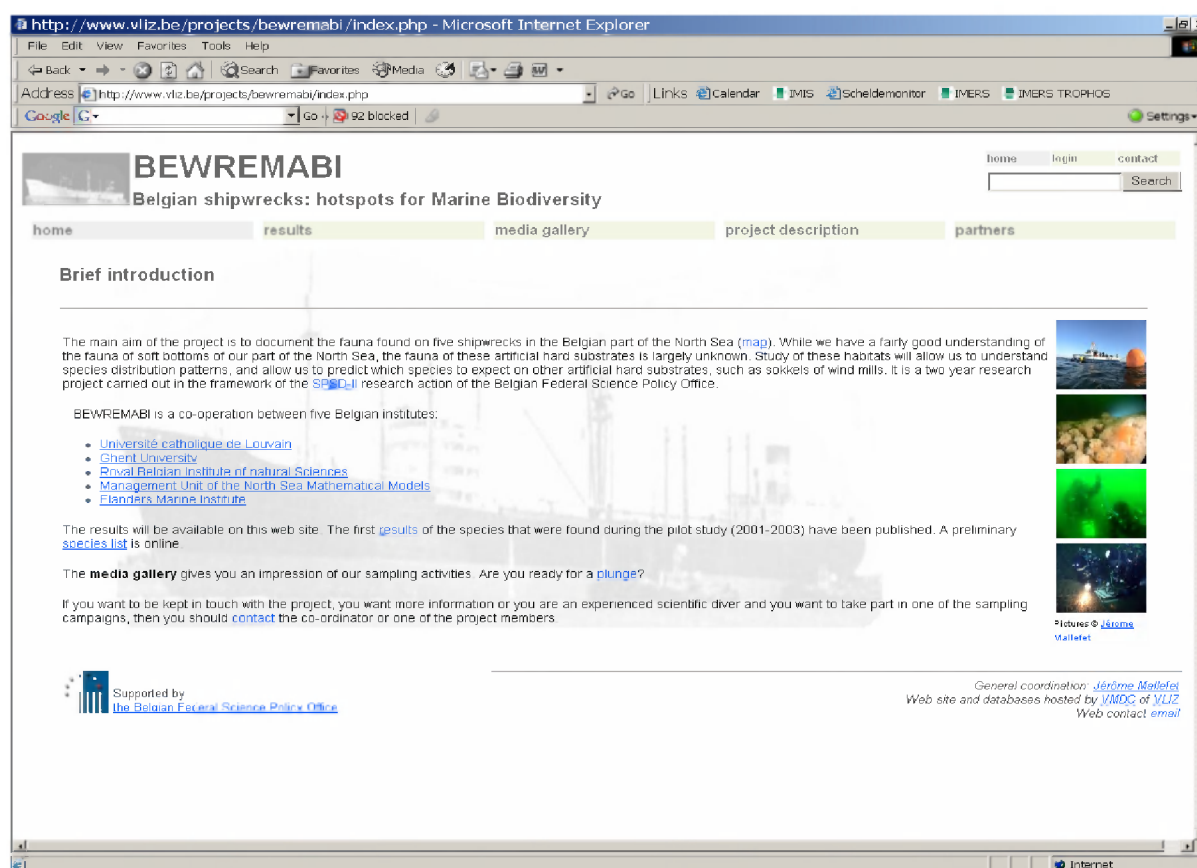 http://www.vliz.be/projects/bewremabi/index.php - Microsoft Internet Explorer
File Edit View Favorites Tools Help
Back Search Favorites Media
Address http://www.vliz.be/projects/bewremabi/index.php Go Links Calendar IMIS Scheldemonitor IMERS IMERS TROPHOS
Google G Go 92 blocked Settings
BEWREMABI
Belgian shipwrecks: hotspots for Marine Biodiversity
home login contact
Search
home results media gallery project description partners
Brief introduction
The main aim of the project is to document the fauna found on five shipwrecks in the Belgian part of the North Sea (map). While we have a fairly good understanding of
the fauna of soft bottoms of our part of the North Sea, the fauna of these artificial hard substrates is largely unknown. Study of these habitats will allow us to understand
species distribution patterns, and allow us to predict which species to expect on other artificial hard substrates, such as sokkels of wind mills. It is a two year research
project carried out in the framework of the SPSD-II research action of the Belgian Federal Science Policy Office.
BEWREMABI is a co-operation between five Belgian institutes:
• Université catholique de Louvain
• Ghent University
• Royal Belgian Institute of natural Sciences
• Management Unit of the North Sea Mathematical Models
• Flanders Marine Institute
The results will be available on this web site. The first results of the species that were found during the pilot study (2001-2003) have been published. A preliminary
species list is online.
The media gallery gives you an impression of our sampling activities. Are you ready for a plunge?
If you want to be kept in touch with the project, you want more information or you are an experienced scientific diver and you want to take part in one of the sampling
campaigns, then you should contact the co-ordinator or one of the project members.
Pictures © Jérome
Mallefet
Supported by
the Belgian Federal Science Policy Office
General coordination: Jérôme Mallefet
Web site and databases hosted by VMDC of VLIZ
Web contact email
Internet